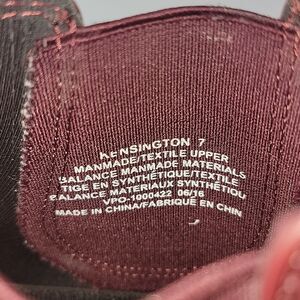 KENSINGTON 7
MANMADE/TEXTILE UPPER
BALANCE MANMADE MATERIALS
TIGE EN SYNTHÉTIQUE/TEXTILE
BALANCE MATERIAUX SYNTHÉTIQU
VPO-1000422 06/16
MADE IN CHINA/FABRIQUÉ EN CHIN